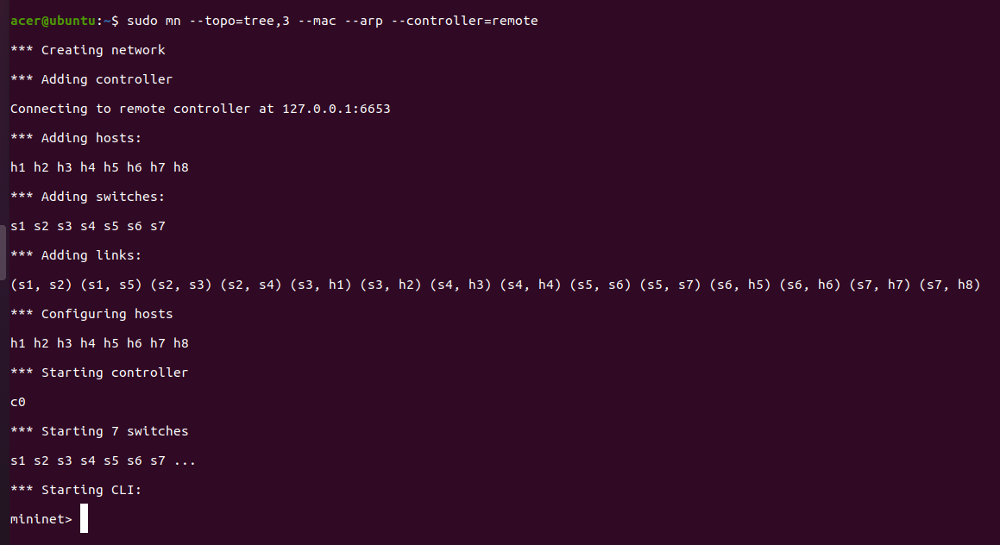 acer@ubuntu:~$ sudo mn --topo=tree,3 --mac --arp --controller=remote
*** Creating network
*** Adding controller
Connecting to remote controller at 127.0.0.1:6653
*** Adding hosts:
h1 h2 h3 h4 h5 h6 h7 h8
*** Adding switches:
s1 s2 s3 s4 s5 s6 s7
*** Adding links:
(s1, s2) (s1, s5) (s2, s3) (s2, s4) (s3, h1) (s3, h2) (s4, h3) (s4, h4) (s5, s6) (s5, s7) (s6, h5) (s6, h6) (s7, h7) (s7, h8)
*** Configuring hosts
h1 h2 h3 h4 h5 h6 h7 h8
*** Starting controller
c0
*** Starting 7 switches
s1 s2 s3 s4 s5 s6 s7 ...
*** Starting CLI:
mininet>